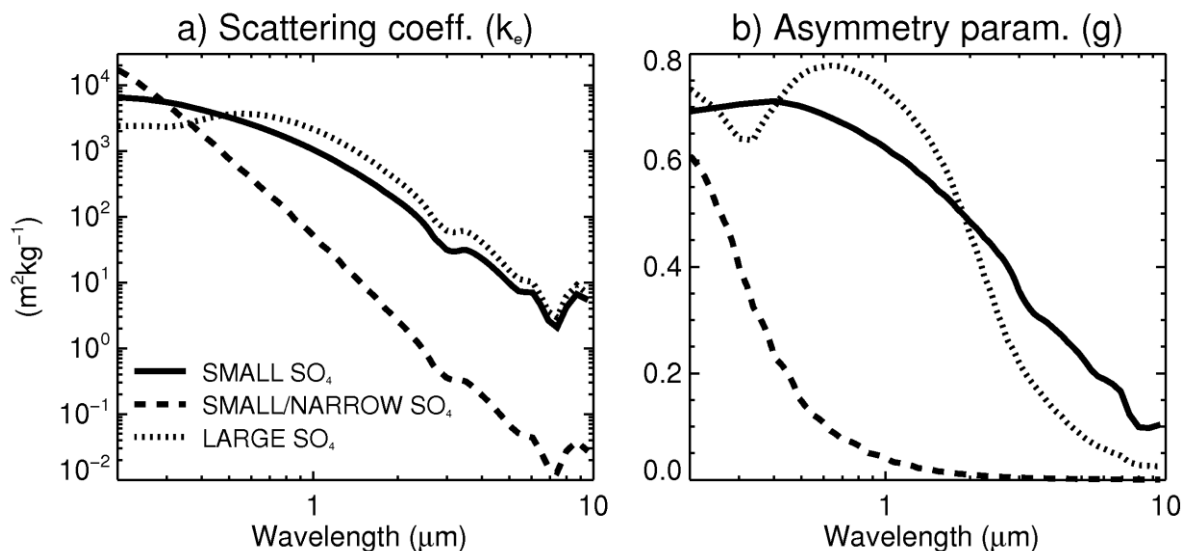 a) Scattering coeff. (kₑ)
10⁴
10³
10²
10¹
10⁰
10⁻¹
10⁻²
(m²kg⁻¹)
SMALL SO₄
SMALL/NARROW SO₄
LARGE SO₄
1
10
Wavelength (μm)
b) Asymmetry param. (g)
0.8
0.6
0.4
0.2
0.0
1
10
Wavelength (μm)